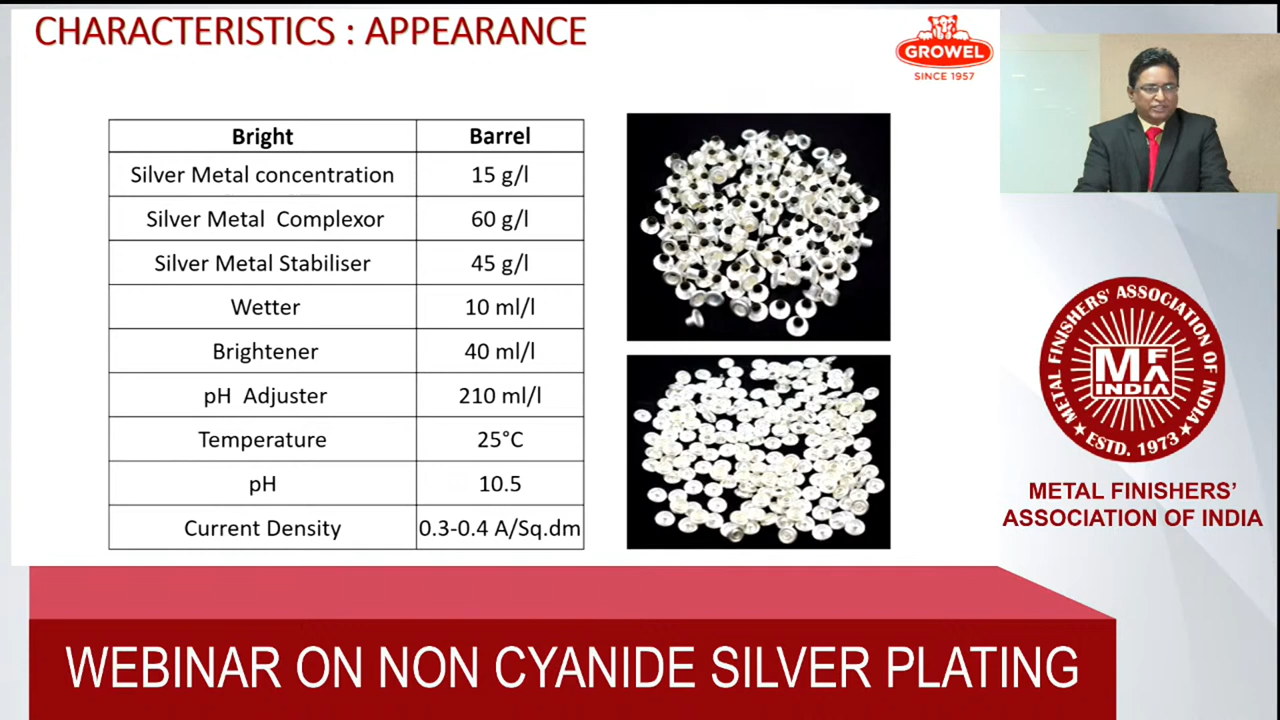 CHARACTERISTICS : APPEARANCE
GROWEL
SINCE 1957
Bright Barrel
Silver Metal concentration 15 g/l
Silver Metal Complexor 60 g/l
Silver Metal Stabiliser 45 g/l
Wetter 10 ml/l
Brightener 40 ml/l
pH Adjuster 210 ml/l
Temperature 25°C
pH 10.5
Current Density 0.3-0.4 A/Sq.dm
METAL FINISHERS' ASSOCIATION OF INDIA
MFA
INDIA
★ ESTD. 1973 ★
METAL FINISHERS'
ASSOCIATION OF INDIA
WEBINAR ON NON CYANIDE SILVER PLATING